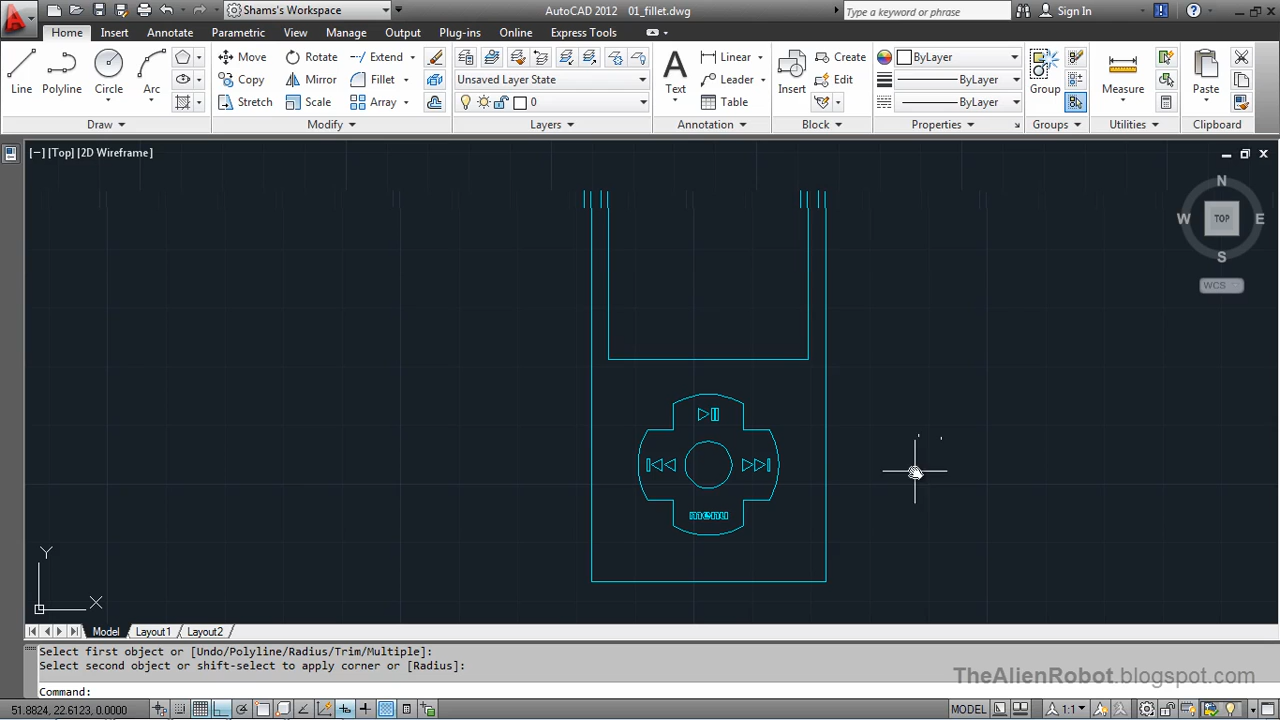 Shams's Workspace
AutoCAD 2012 01_fillet.dwg
Type a keyword or phrase
Sign In
Home Insert Annotate Parametric View Manage Output Plug-ins Online Express Tools
Line Polyline Circle Arc
Move Rotate Extend
Copy Mirror Fillet
Stretch Scale Array
Unsaved Layer State
0
Text Linear
Leader
Table
Insert Create
Edit
ByLayer
ByLayer
ByLayer
Group Measure Paste
Draw Modify Layers Annotation Block Properties Groups Utilities Clipboard
[−] [Top] [2D Wireframe]
N
W TOP E
S
WCS
menu
Y
X
Model Layout1 Layout2
Select first object or [Undo/Polyline/Radius/Trim/Multiple]:
Select second object or shift-select to apply corner or [Radius]:
Command:
TheAlienRobot.blogspot.com
51.8824, 22.6123, 0.0000
MODEL 1:1